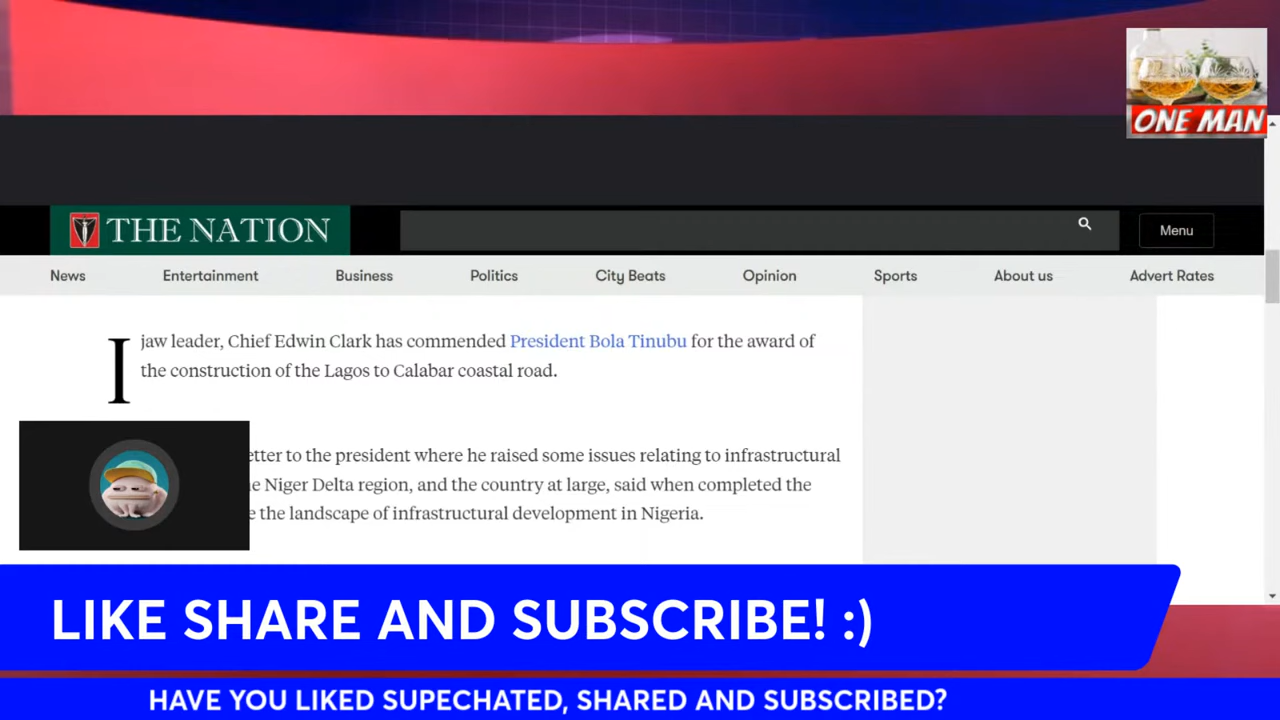 ONE MAN
THE NATION
Menu
News Entertainment Business Politics City Beats Opinion Sports About us Advert Rates
Ijaw leader, Chief Edwin Clark has commended President Bola Tinubu for the award of
the construction of the Lagos to Calabar coastal road.
etter to the president where he raised some issues relating to infrastructural
e Niger Delta region, and the country at large, said when completed the
e the landscape of infrastructural development in Nigeria.
LIKE SHARE AND SUBSCRIBE! :)
HAVE YOU LIKED SUPECHATED, SHARED AND SUBSCRIBED?